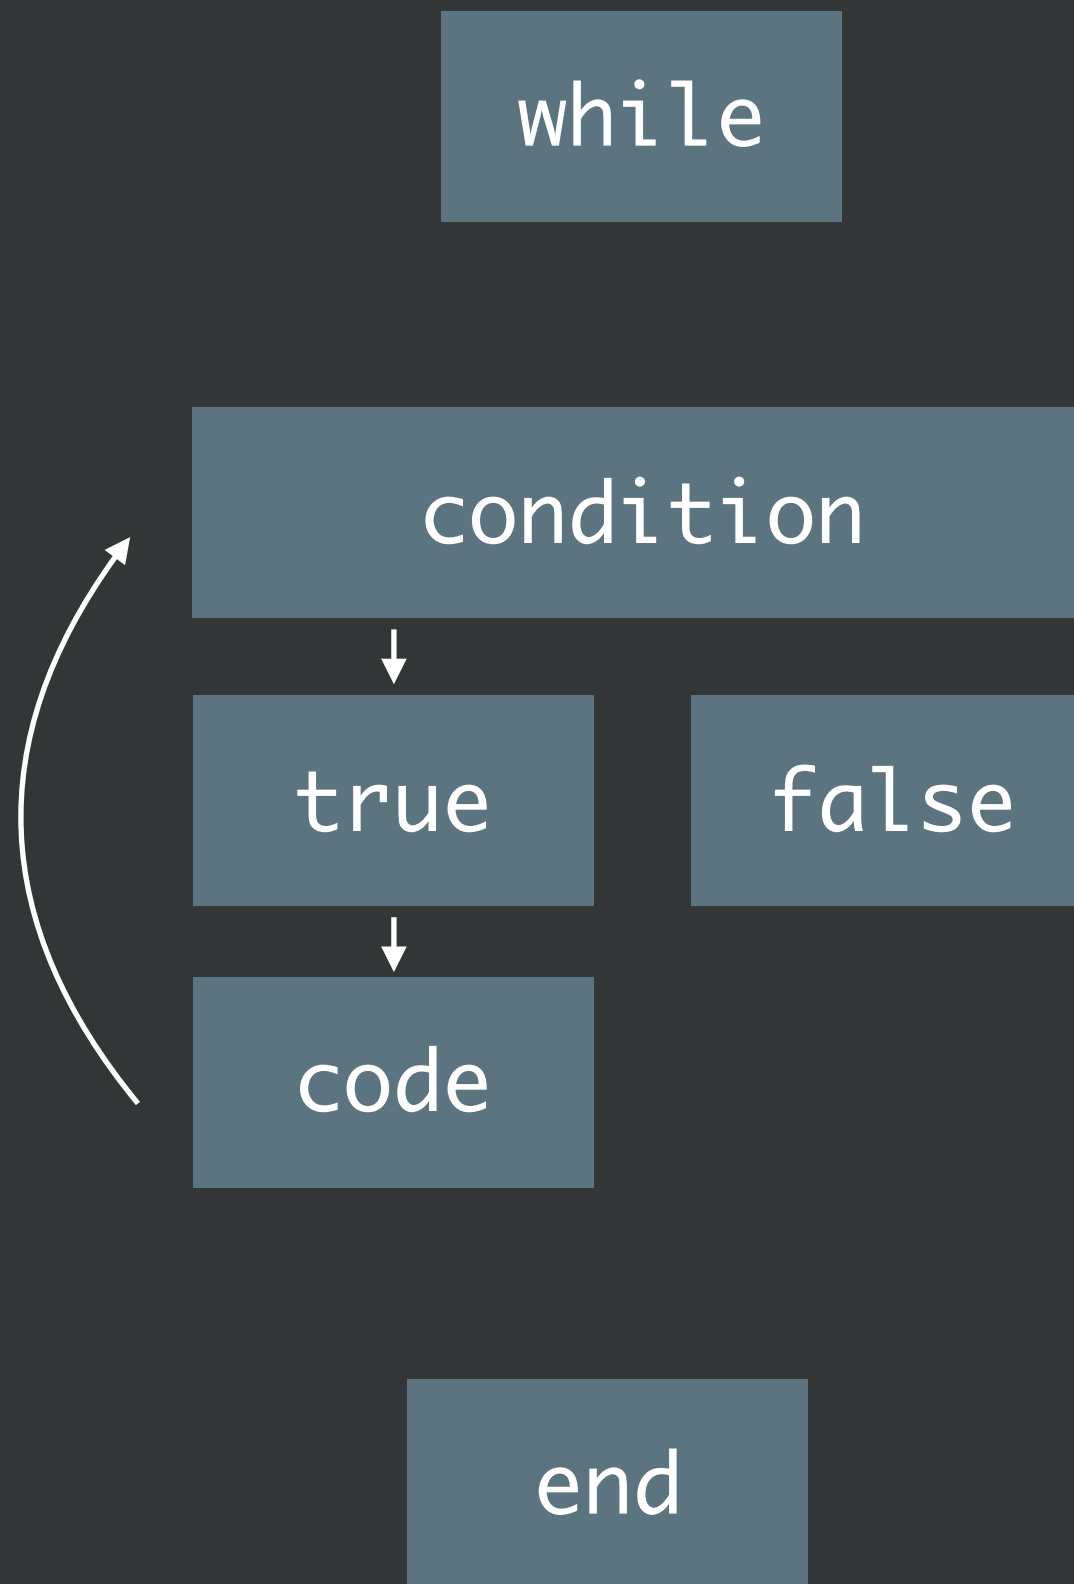 while
condition
true
false
code
end